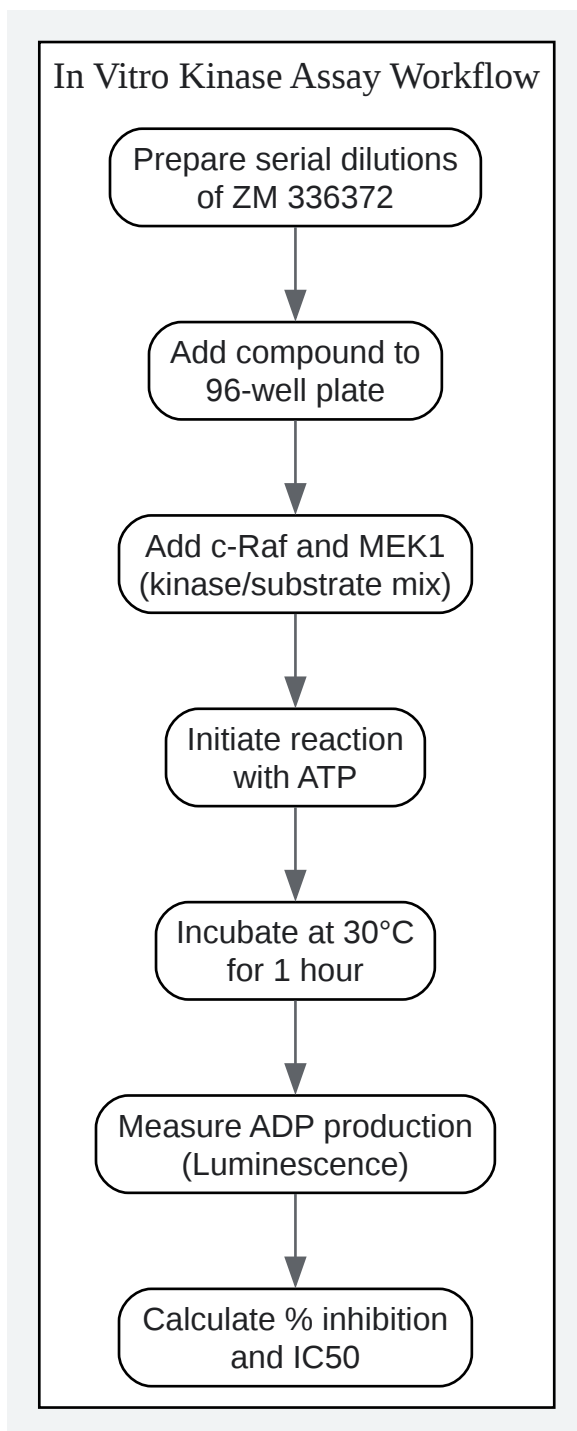 In Vitro Kinase Assay Workflow
Prepare serial dilutions
of ZM 336372
Add compound to
96-well plate
Add c-Raf and MEK1
(kinase/substrate mix)
Initiate reaction
with ATP
Incubate at 30°C
for 1 hour
Measure ADP production
(Luminescence)
Calculate % inhibition
and IC50